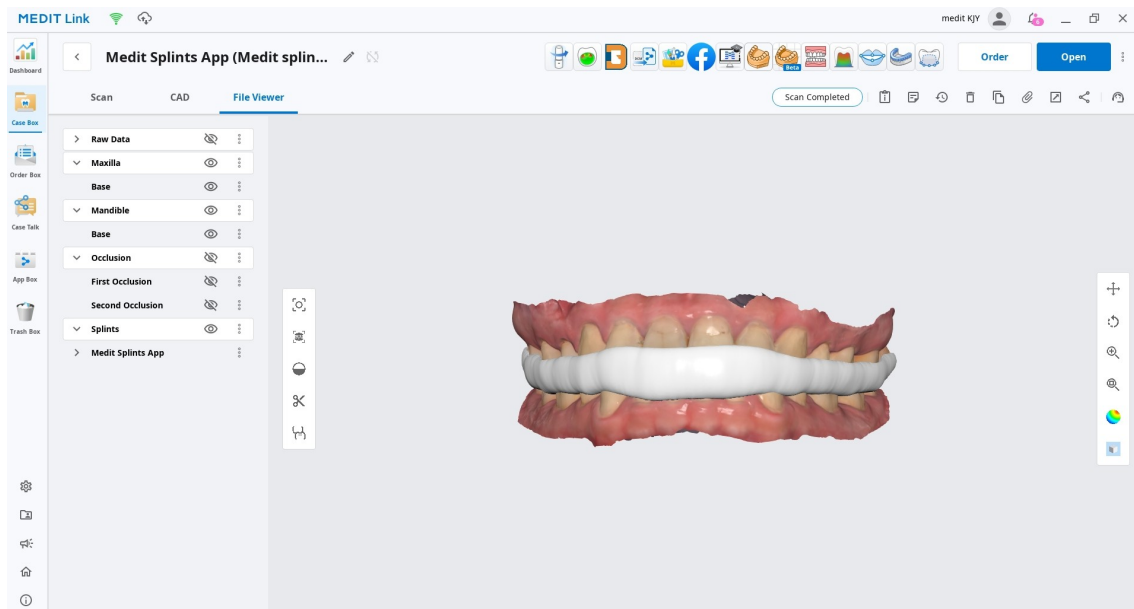 MEDIT Link
medit KJY
6
Dashboard
Medit Splints App (Medit splin...
Beta
Order
Open
Scan
CAD
File Viewer
Scan Completed
Case Box
Order Box
Case Talk
App Box
Trash Box
Raw Data
Maxilla
Base
Mandible
Base
Occlusion
First Occlusion
Second Occlusion
Splints
Medit Splints App